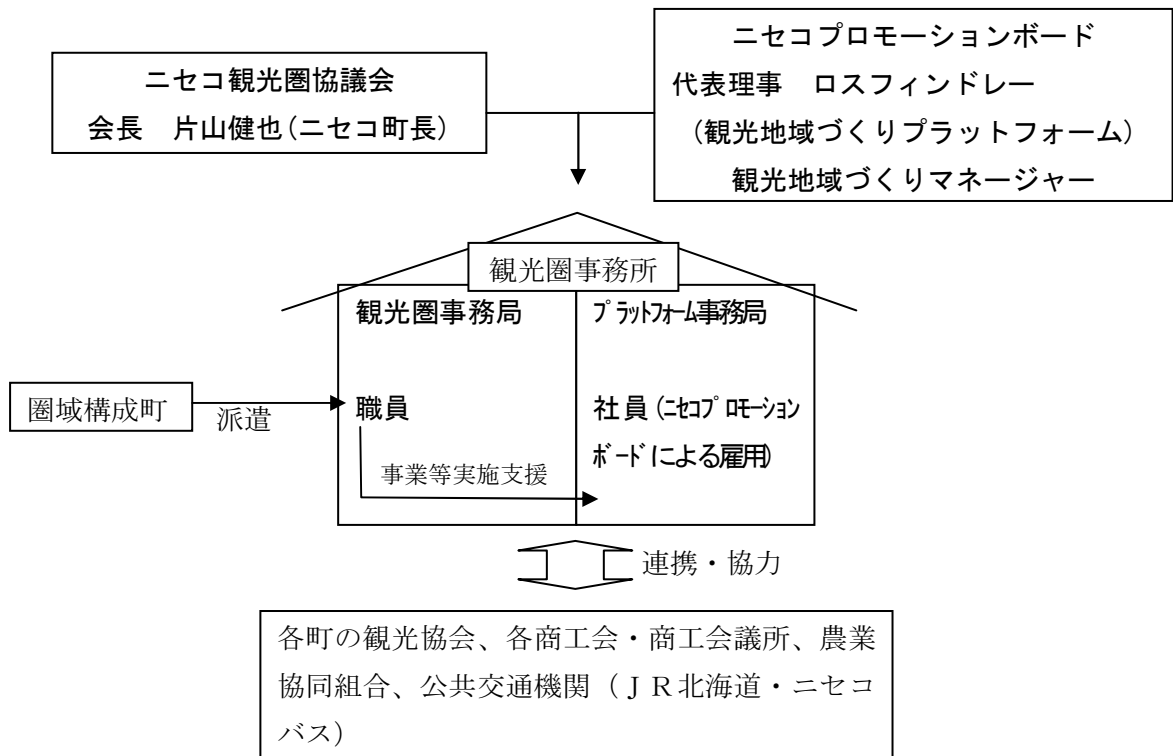 ニセコ観光圏協議会
会長　片山健也(ニセコ町長)
ニセコプロモーションボード
代表理事　ロスフィンドレー
(観光地域づくりプラットフォーム)
観光地域づくりマネージャー
観光圏事務所
観光圏事務局
プラットフォーム事務局
圏域構成町
派遣
職員
社員(ニセコプロモーション
ボードによる雇用)
事業等実施支援
連携・協力
各町の観光協会、各商工会・商工会議所、農業
協同組合、公共交通機関（ＪＲ北海道・ニセコ
バス）